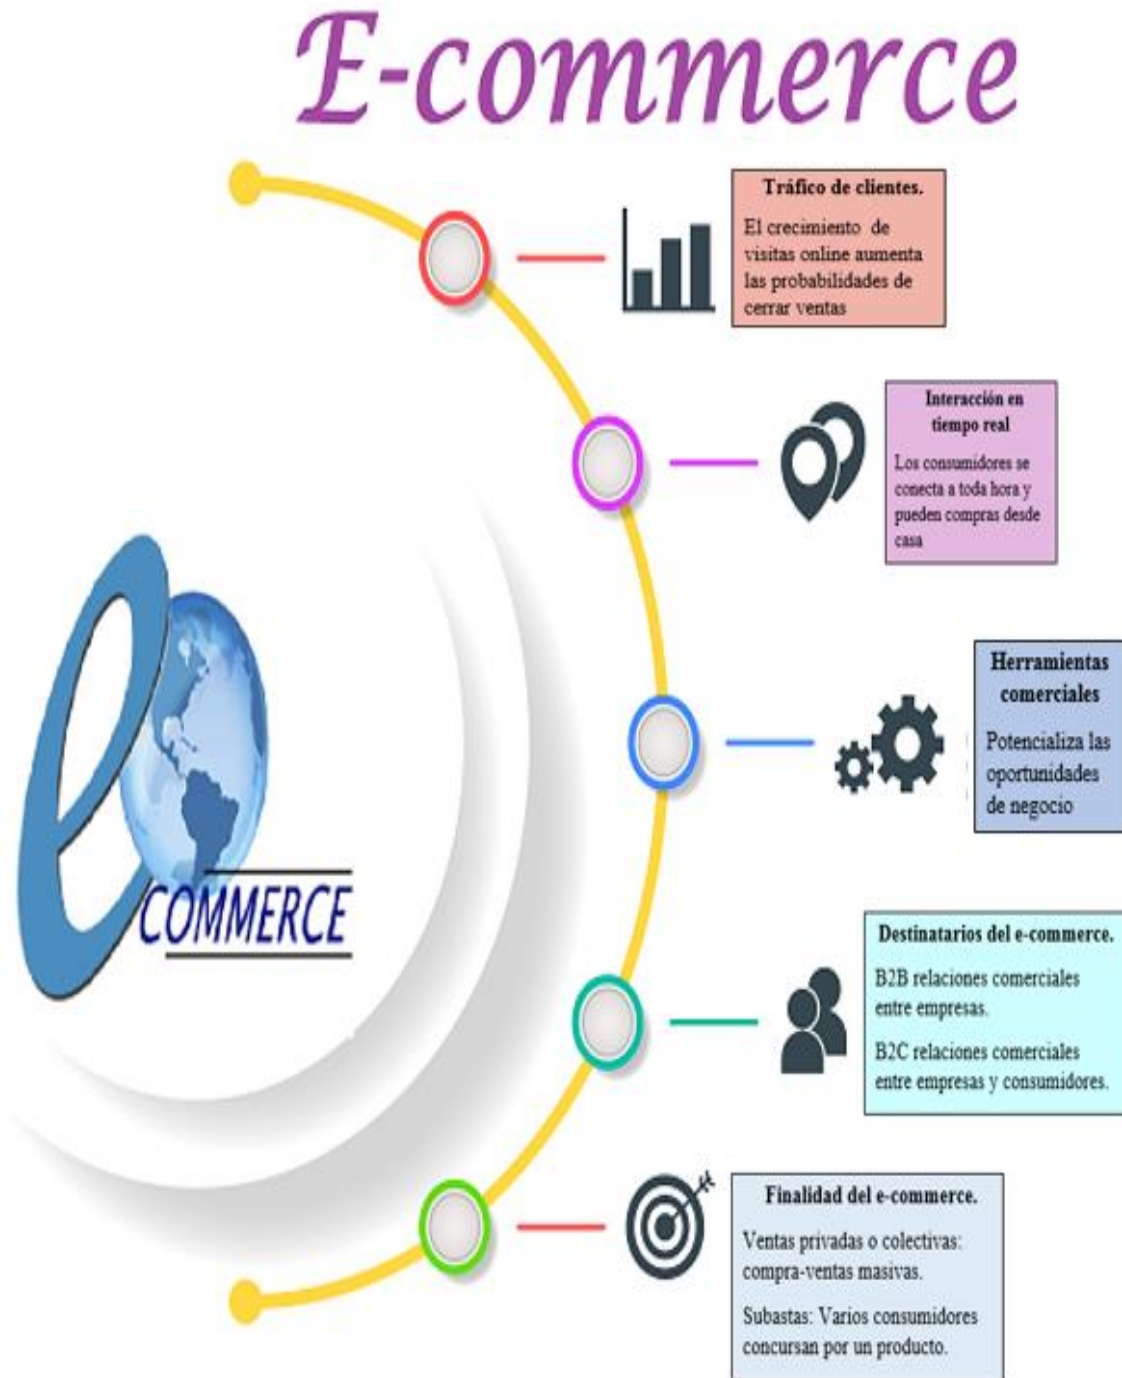 E-commerce
Tráfico de clientes.
El crecimiento de
visitas online aumenta
las probabilidades de
cerrar ventas
Interacción en
tiempo real
Los consumidores se
conecta a toda hora y
pueden compras desde
casa
Herramientas
comerciales
Potencializa las
oportunidades
de negocio
e
COMMERCE
Destinatarios del e-commerce.
B2B relaciones comerciales
entre empresas.
B2C relaciones comerciales
entre empresas y consumidores.
Finalidad del e-commerce.
Ventas privadas o colectivas:
compra-ventas masivas.
Subastas: Varios consumidores
concursan por un producto.